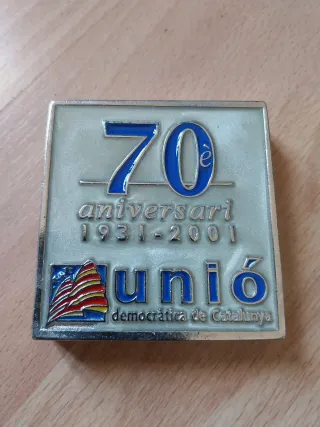 70è
aniversari
1931-2001
unió
democràtica de Catalunya